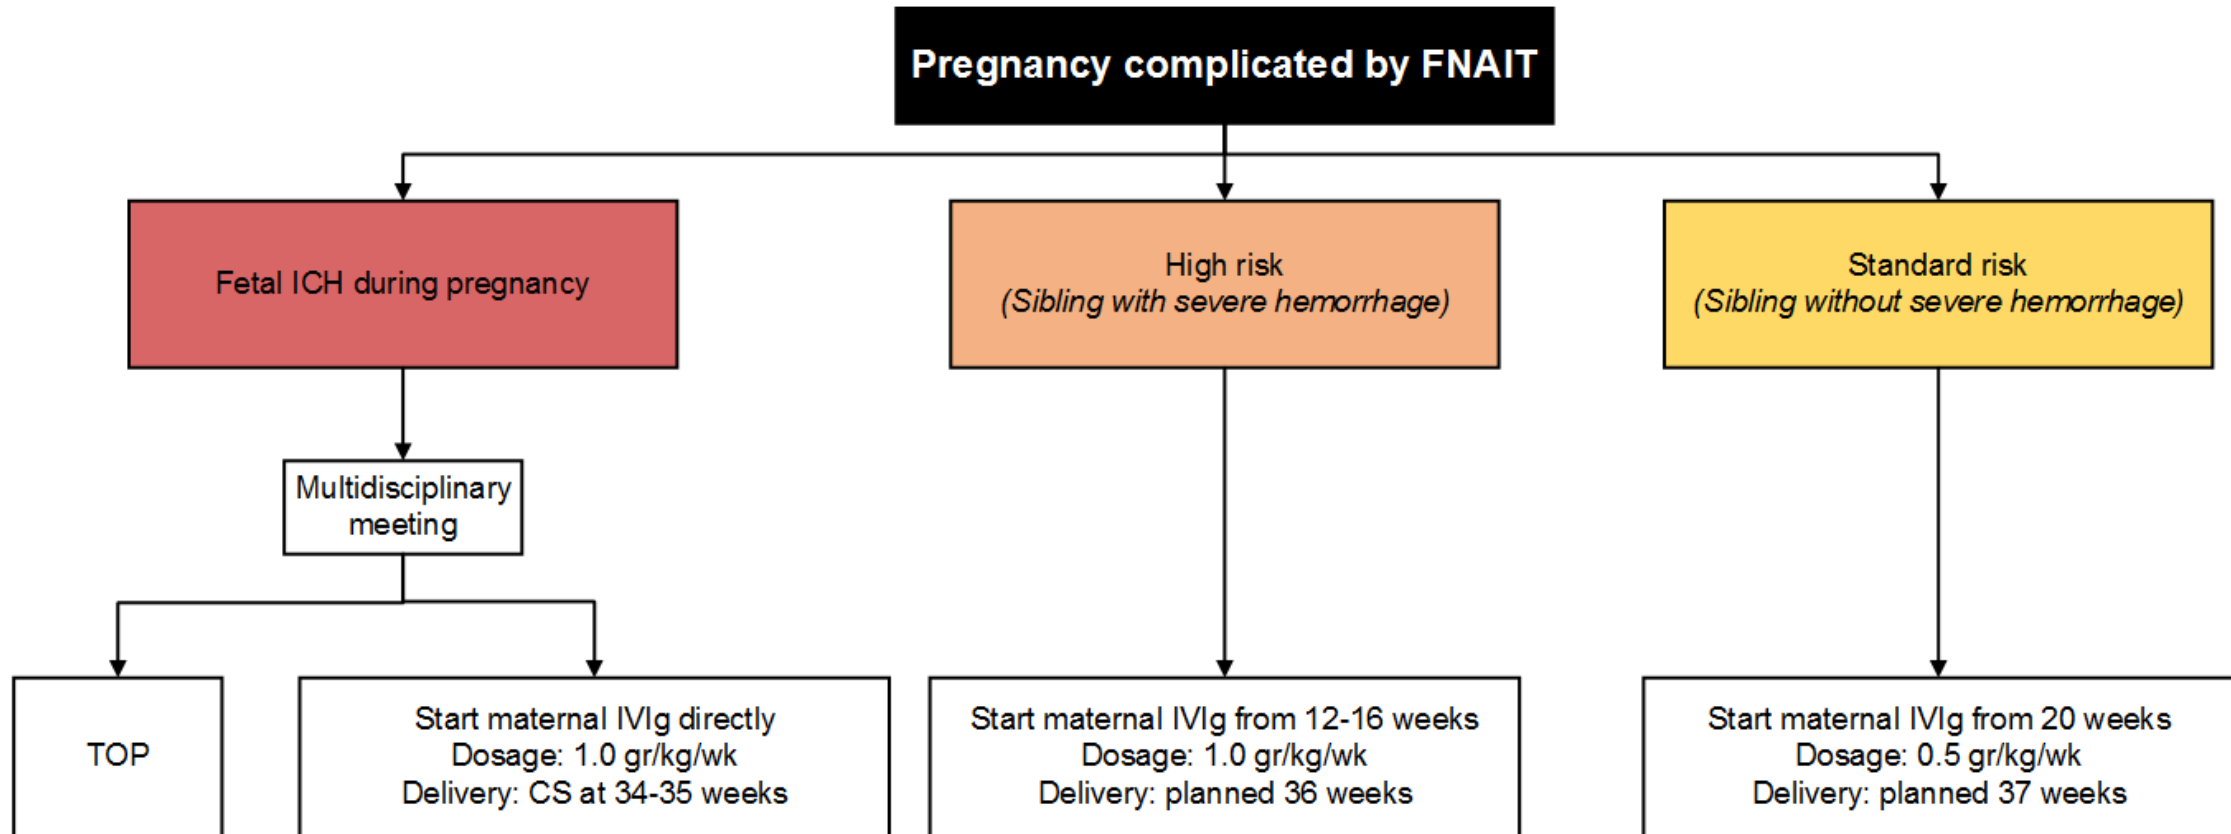 Pregnancy complicated by FNAIT
Fetal ICH during pregnancy
High risk
(Sibling with severe hemorrhage)
Standard risk
(Sibling without severe hemorrhage)
Multidisciplinary
meeting
TOP
Start maternal IVIg directly
Dosage: 1.0 gr/kg/wk
Delivery: CS at 34-35 weeks
Start maternal IVIg from 12-16 weeks
Dosage: 1.0 gr/kg/wk
Delivery: planned 36 weeks
Start maternal IVIg from 20 weeks
Dosage: 0.5 gr/kg/wk
Delivery: planned 37 weeks